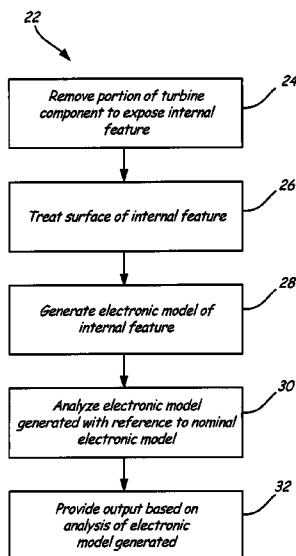 22
Remove portion of turbine
component to expose internal
feature
24
Treat surface of internal feature
26
Generate electronic model of
internal feature
28
Analyze electronic model
generated with reference to nominal
electronic model
30
Provide output based on
analysis of electronic
model generated
32